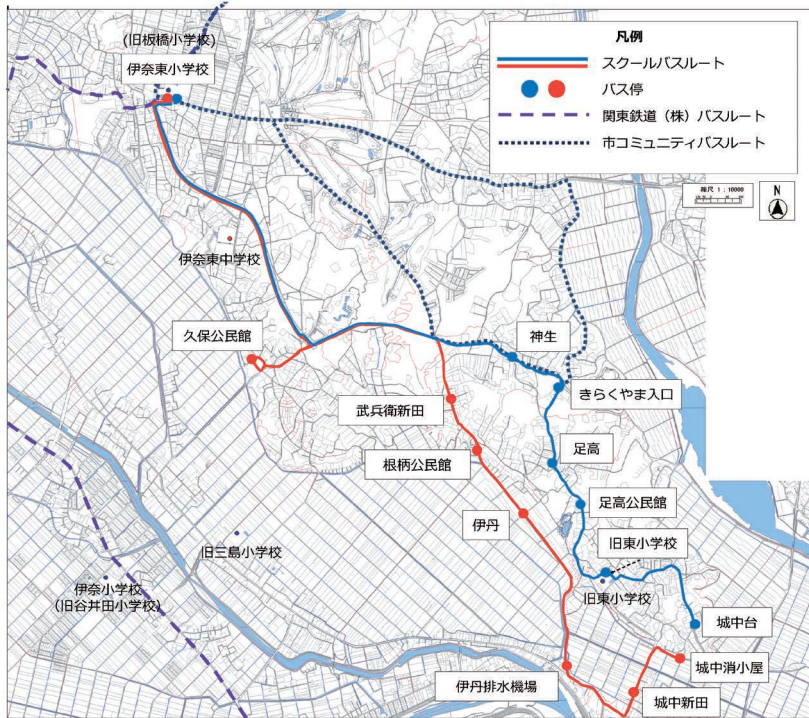 凡例
スクールバスルート
バス停
関東鉄道(株)バスルート
市コミュニティバスルート
縮尺 1:10000
N
(旧板橋小学校)
伊奈東小学校
伊奈東中学校
久保公民館
神生
きらくやま入口
武兵衛新田
根柄公民館
足高
伊丹
足高公民館
旧東小学校
旧東小学校
旧三島小学校
伊奈小学校
(旧谷井田小学校)
城中台
城中消小屋
伊丹排水機場
城中新田